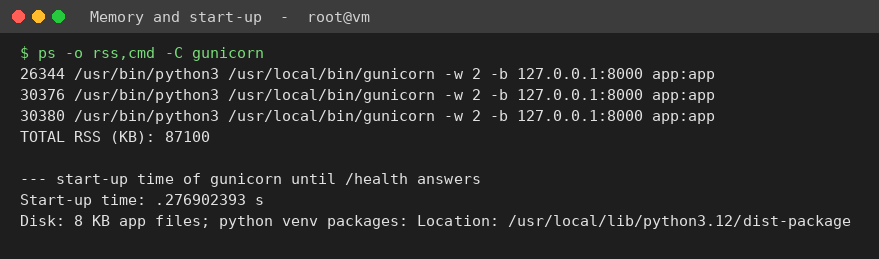 Memory and start-up  -  root@vm
$ ps -o rss,cmd -C gunicorn
26344 /usr/bin/python3 /usr/local/bin/gunicorn -w 2 -b 127.0.0.1:8000 app:app
30376 /usr/bin/python3 /usr/local/bin/gunicorn -w 2 -b 127.0.0.1:8000 app:app
30380 /usr/bin/python3 /usr/local/bin/gunicorn -w 2 -b 127.0.0.1:8000 app:app
TOTAL RSS (KB): 87100
--- start-up time of gunicorn until /health answers
Start-up time: .276902393 s
Disk: 8 KB app files; python venv packages: Location: /usr/local/lib/python3.12/dist-package